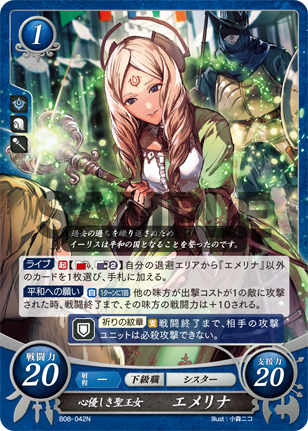 1
SAMPLE
過去の過ちを繰り返さぬため
イーリスは平和の国となることを誓ったのです。
ライブ 起 自分の退避エリアから『エメリナ』以外
のカードを1枚選び、手札に加える。
平和への願い 自 1ターンに1回 他の味方が出撃コストが1の敵に攻撃
された時、戦闘終了まで、その味方の戦闘力は+10される。
祈りの紋章 戦闘終了まで、相手の攻撃
ユニットは必殺攻撃できない。
戦闘力
20
射程 ー 下級職 シスター
支援力
20
心優しき聖王女 エメリナ
B08-042N
Illust:小森ニコ